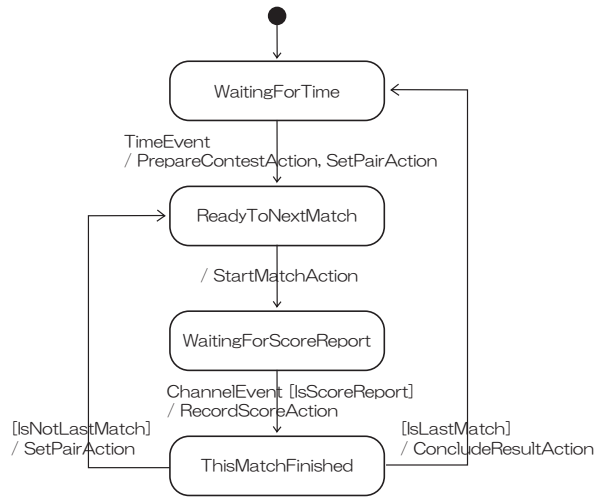 WaitingForTime
TimeEvent
/ PrepareContestAction, SetPairAction
ReadyToNextMatch
/ StartMatchAction
WaitingForScoreReport
ChannelEvent [IsScoreReport]
/ RecordScoreAction
[IsNotLastMatch]
/ SetPairAction
[IsLastMatch]
/ ConcludeResultAction
ThisMatchFinished